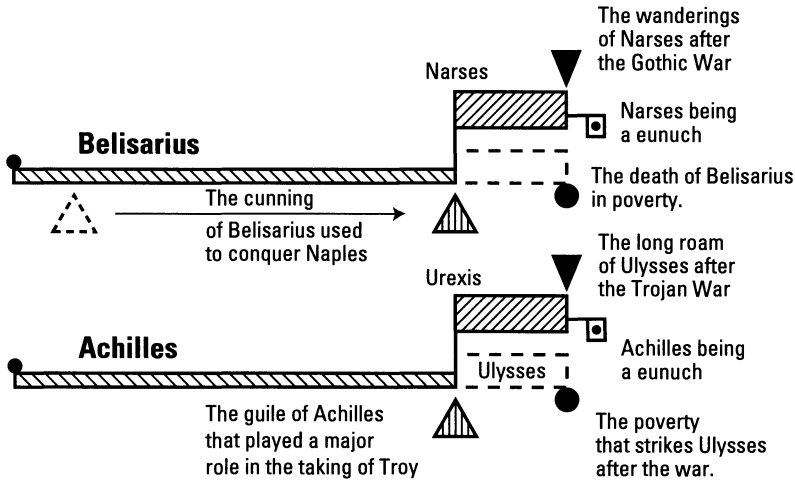 The wanderings
of Narses after
the Gothic War
Narses
Narses being
a eunuch
Belisarius
The death of Belisarius
in poverty.
The cunning
of Belisarius used
to conquer Naples
The long roam
of Ulysses after
the Trojan War
Urexis
Achilles being
a eunuch
Achilles
Ulysses
The guile of Achilles
that played a major
role in the taking of Troy
The poverty
that strikes Ulysses
after the war.